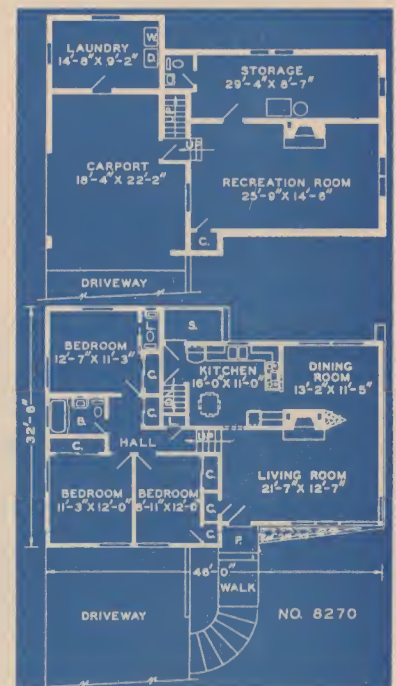 LAUNDRY
14'-8" X 9'-2"
W.
D.
STORAGE
29'-4" X 8'-7"
UP
UP
CARPORT
18'-4" X 22'-2"
RECREATION ROOM
25'-9" X 14'-6"
C.
DRIVEWAY
BEDROOM
12'-7" X 11'-3"
S.
C.
KITCHEN
16'-0" X 11'-0"
DINING
ROOM
13'-2" X 11'-5"
32'-6"
B.
C.
DN
C.
HALL
UP
LIVING ROOM
21'-7" X 12'-7"
BEDROOM
11'-3" X 12'-0"
BEDROOM
8'-11" X 12'-0"
C.
C.
C.
P.
46'-0"
WALK
DRIVEWAY
NO. 8270